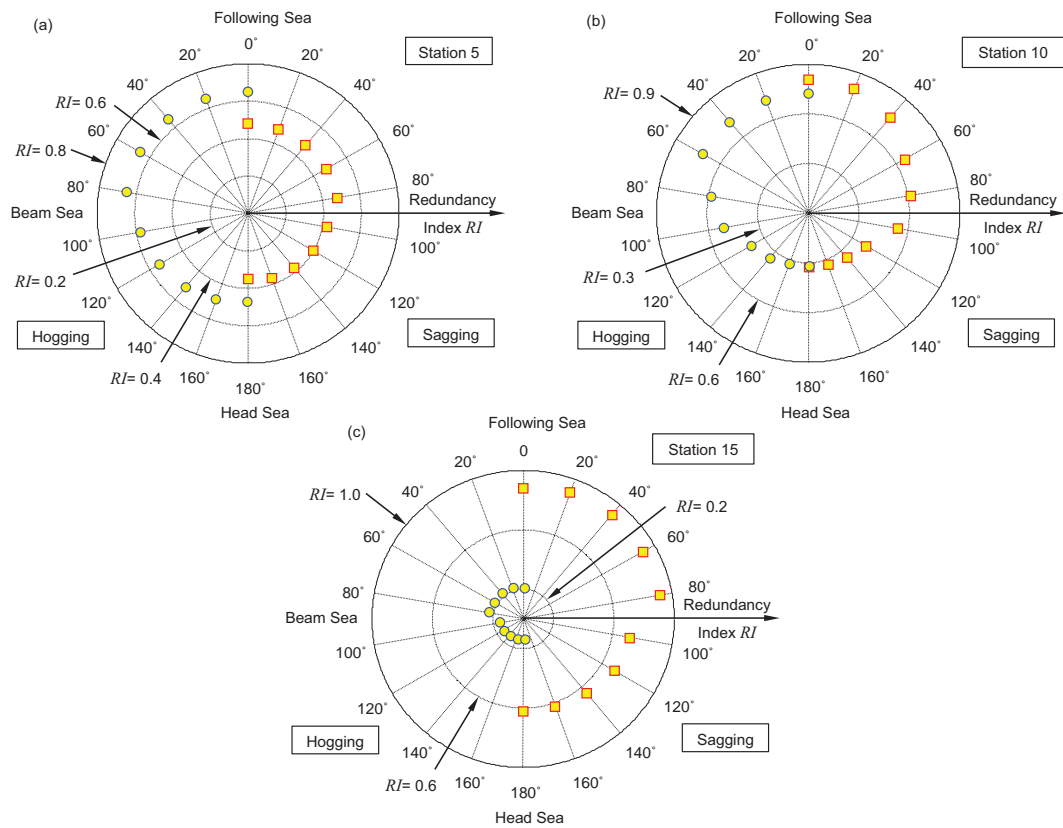 (a)
Following Sea
Station 5
0°
20°
20°
40°
40°
RI= 0.6
60°
60°
RI= 0.8
80°
80°
Redundancy
Beam Sea
Index RI
100°
100°
RI= 0.2
120°
120°
Hogging
Sagging
140°
140°
RI= 0.4
160°
160°
180°
Head Sea
(b)
Following Sea
Station 10
0°
20°
20°
40°
40°
RI= 0.9
60°
60°
80°
80°
Redundancy
Beam Sea
Index RI
100°
100°
RI= 0.3
120°
120°
Hogging
Sagging
140°
140°
RI= 0.6
160°
160°
180°
Head Sea
(c)
Following Sea
Station 15
0
20°
20°
RI= 1.0
40°
40°
RI= 0.2
60°
60°
80°
80°
Redundancy
Beam Sea
Index RI
100°
100°
120°
120°
Hogging
Sagging
140°
140°
RI= 0.6
160°
160°
180°
Head Sea